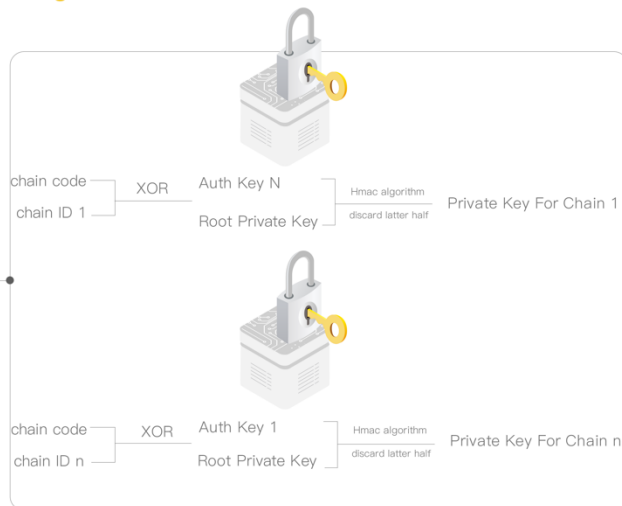 chain code
XOR
Auth Key N
chain ID 1
Root Private Key
Hmac algorithm
discard latter half
Private Key For Chain 1
chain code
XOR
Auth Key 1
chain ID n
Root Private Key
Hmac algorithm
discard latter half
Private Key For Chain n